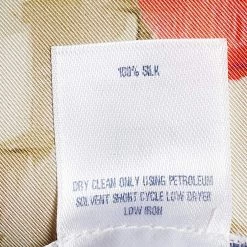 100% SILK
DRY CLEAN ONLY USING PETROLEUM
SOLVENT SHORT CYCLE LOW DRYER
LOW IRON